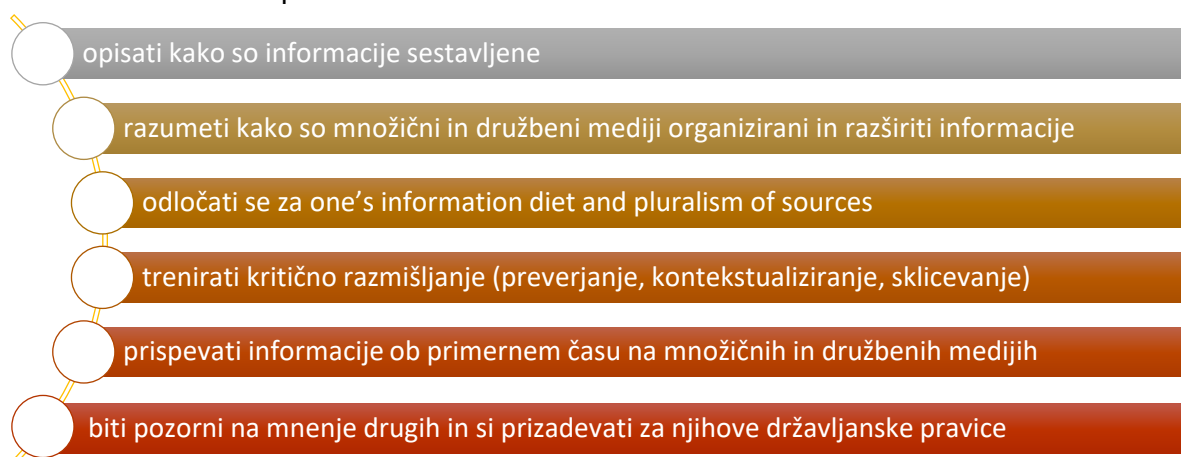 opisati kako so informacije sestavljene
razumeti kako so množični in družbeni mediji organizirani in razširiti informacije
odločati se za one's information diet and pluralism of sources
trenirati kritično razmišljanje (preverjanje, kontekstualiziranje, sklicevanje)
prispevati informacije ob primernem času na množičnih in družbenih medijih
biti pozorni na mnenje drugih in si prizadevati za njihove državljanske pravice